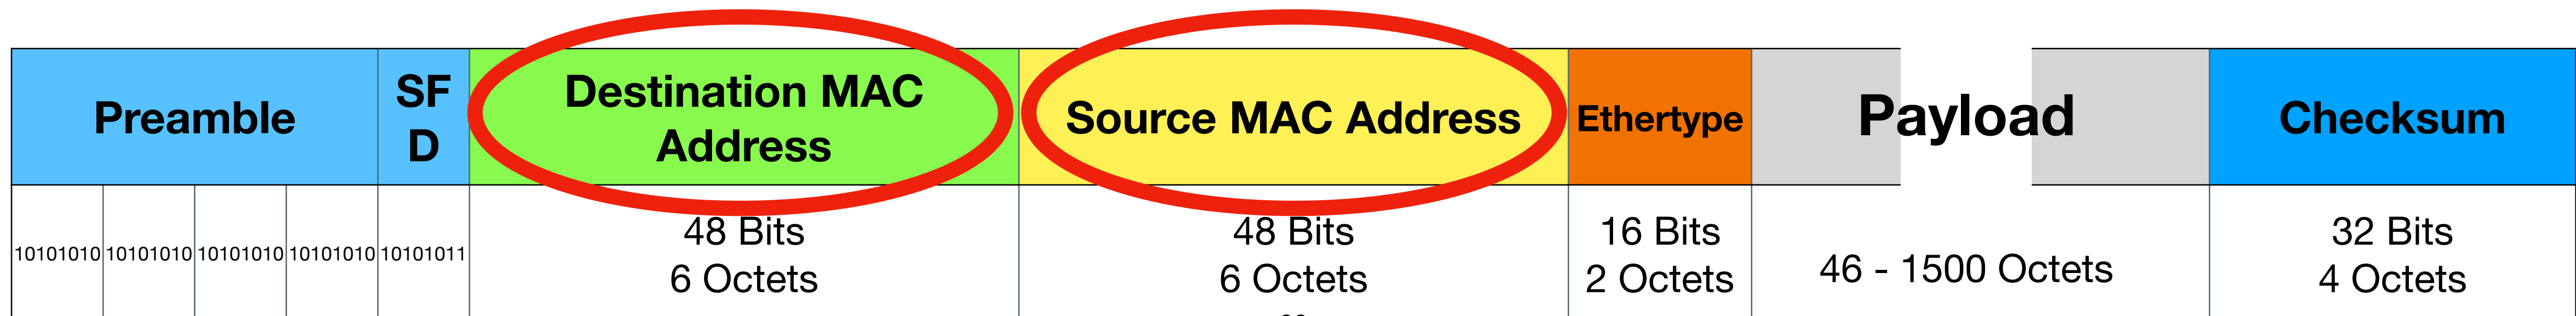 Preamble
SF
D
Destination MAC
Address
Source MAC Address
Ethertype
Payload
Checksum
10101010 10101010 10101010 10101010 10101011
48 Bits
6 Octets
48 Bits
6 Octets
16 Bits
2 Octets
46 - 1500 Octets
32 Bits
4 Octets